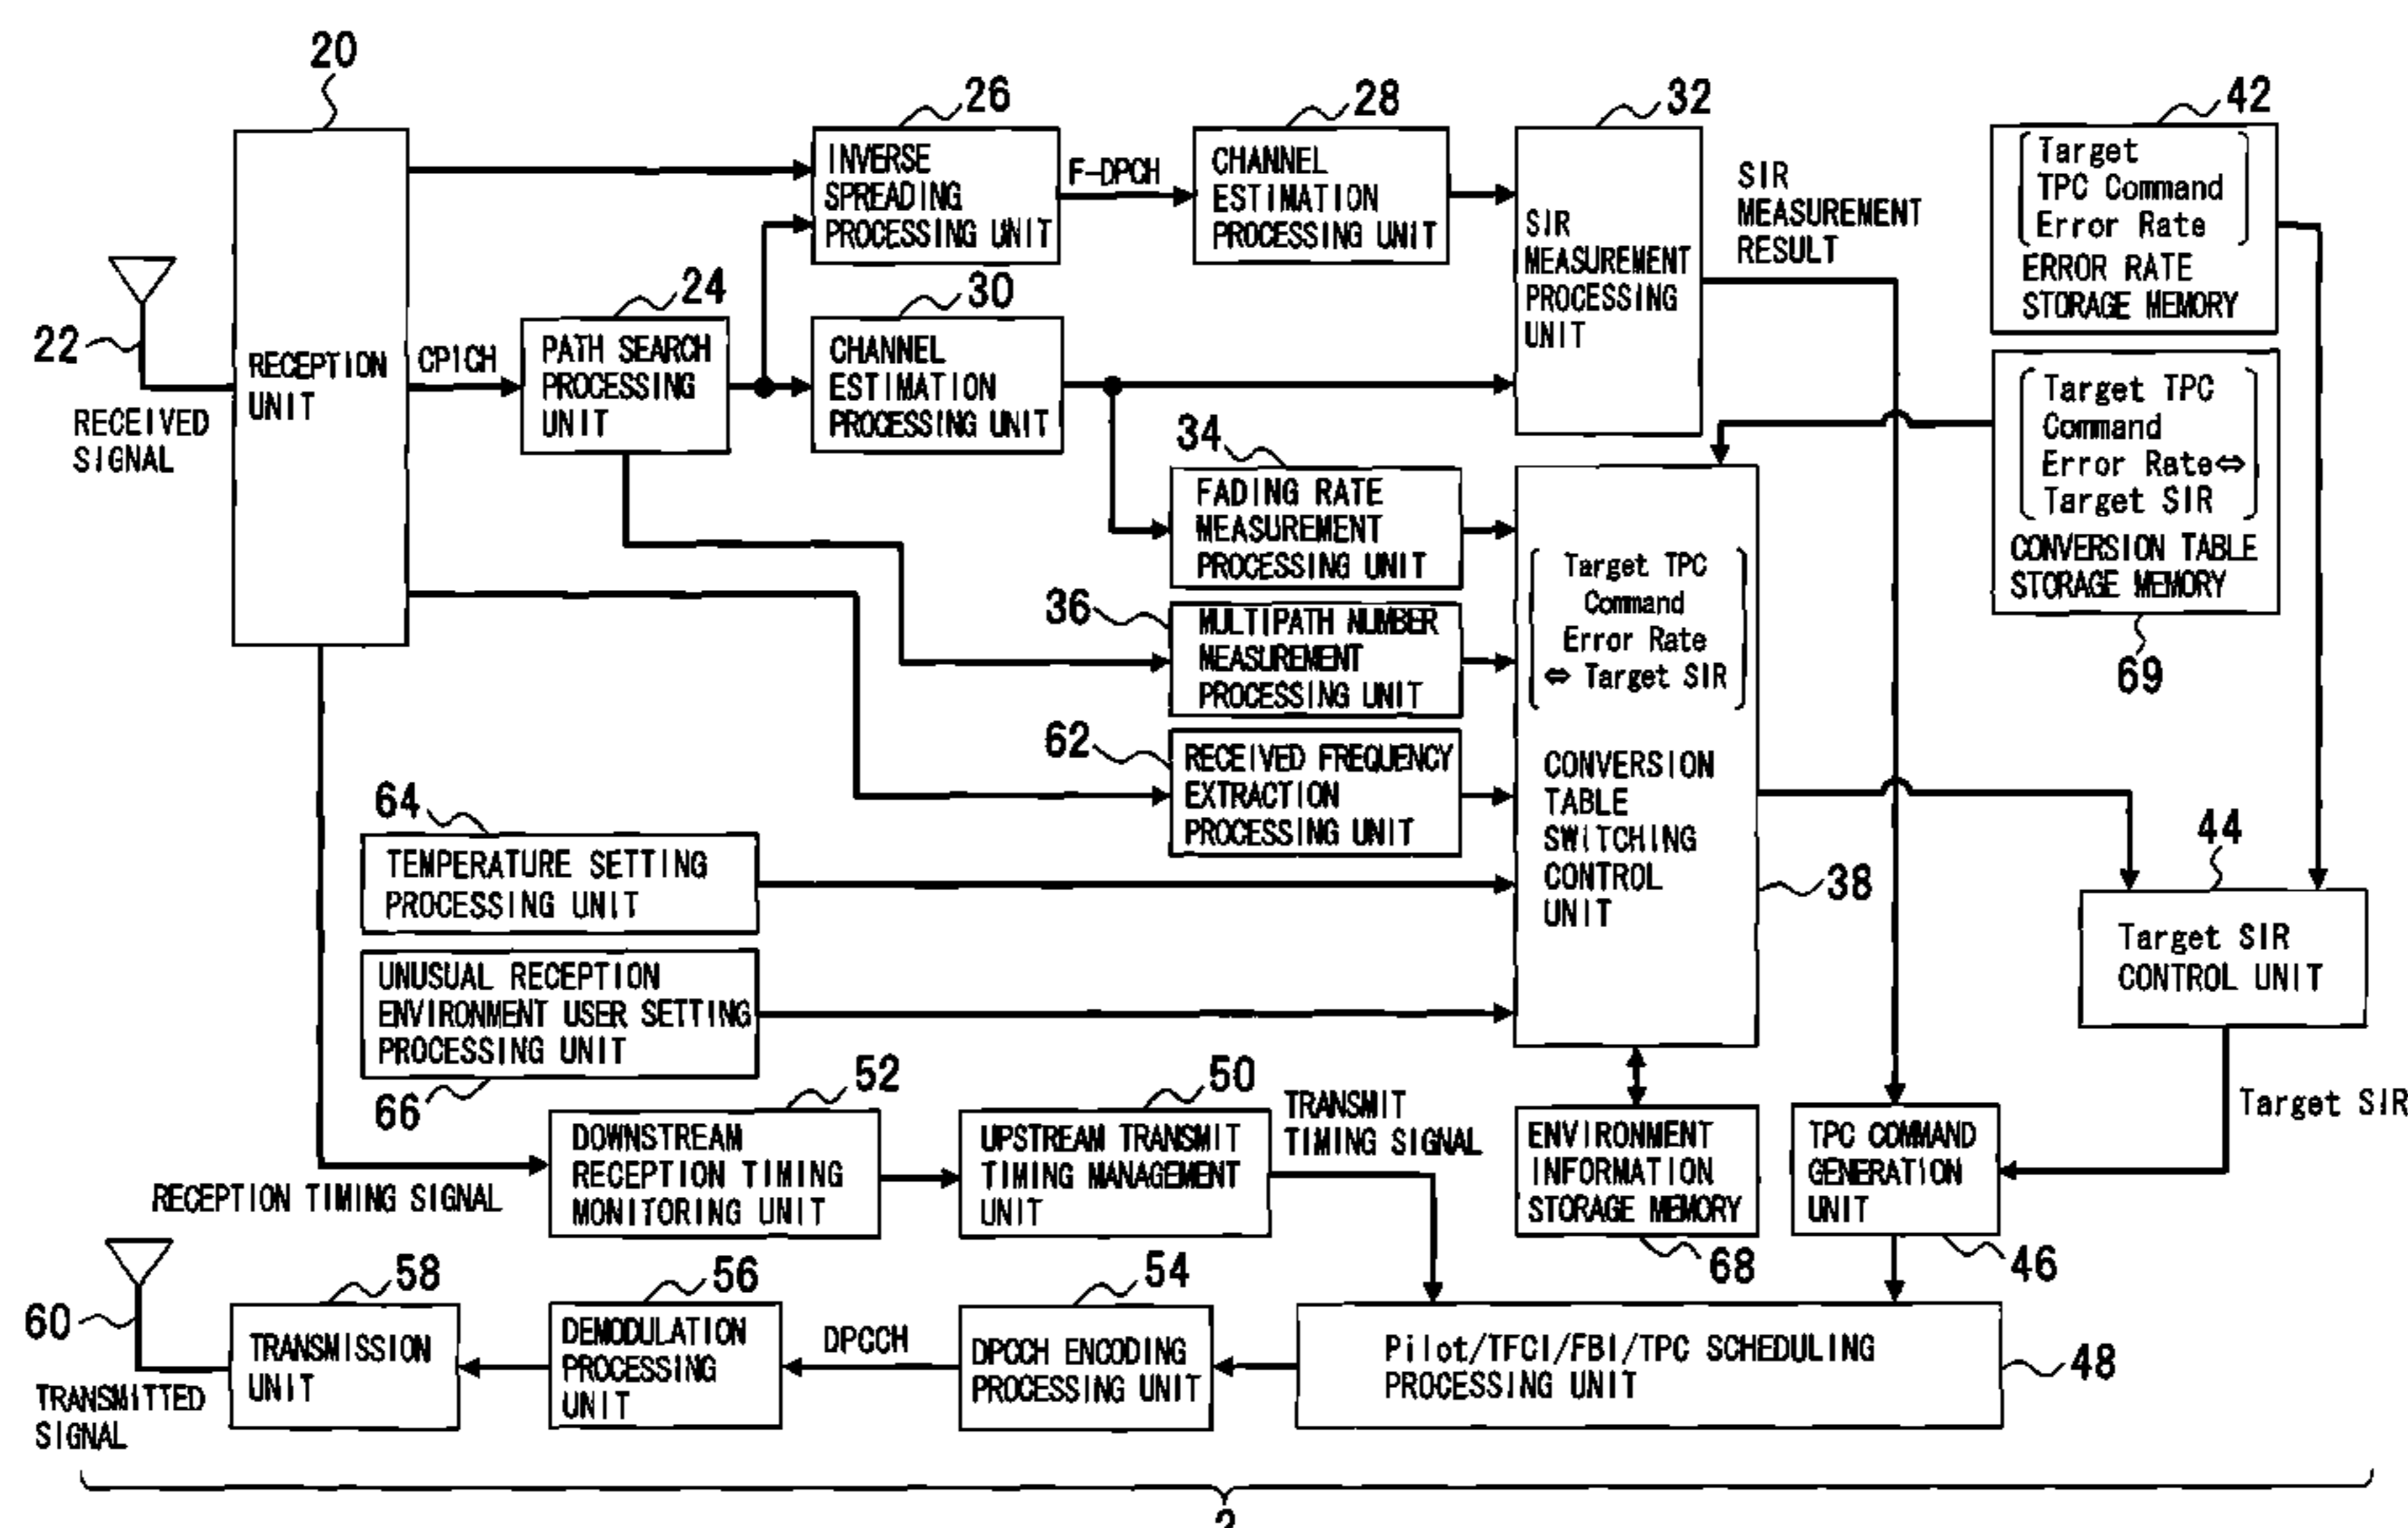 20
RECEPTION
UNIT
22
RECEIVED
SIGNAL
CPICH
24
PATH SEARCH
PROCESSING
UNIT
26
INVERSE
SPREADING
PROCESSING UNIT
F-DPCH
28
CHANNEL
ESTIMATION
PROCESSING UNIT
30
CHANNEL
ESTIMATION
PROCESSING UNIT
32
SIR
MEASUREMENT
PROCESSING
UNIT
SIR
MEASUREMENT
RESULT
42
Target
TPC Command
Error Rate
ERROR RATE
STORAGE MEMORY
Target TPC
Command
Error Rate⇔
Target SIR
CONVERSION TABLE
STORAGE MEMORY
69
34
FADING RATE
MEASUREMENT
PROCESSING UNIT
36
MULTIPATH NUMBER
MEASUREMENT
PROCESSING UNIT
62
RECEIVED FREQUENCY
EXTRACTION
PROCESSING UNIT
64
TEMPERATURE SETTING
PROCESSING UNIT
UNUSUAL RECEPTION
ENVIRONMENT USER SETTING
PROCESSING UNIT
66
Target TPC
Command
Error Rate
⇔ Target SIR
CONVERSION
TABLE
SWITCHING
CONTROL
UNIT
38
44
Target SIR
CONTROL UNIT
Target SIR
52
DOWNSTREAM
RECEPTION TIMING
MONITORING UNIT
RECEPTION TIMING SIGNAL
50
UPSTREAM TRANSMIT
TIMING MANAGEMENT
UNIT
TRANSMIT
TIMING SIGNAL
ENVIRONMENT
INFORMATION
STORAGE MEMORY
68
TPC COMMAND
GENERATION
UNIT
46
60
TRANSMITTED
SIGNAL
58
TRANSMISSION
UNIT
56
DEMODULATION
PROCESSING
UNIT
DPCCH
54
DPCCH ENCODING
PROCESSING UNIT
Pilot/TFCI/FBI/TPC SCHEDULING
PROCESSING UNIT
48